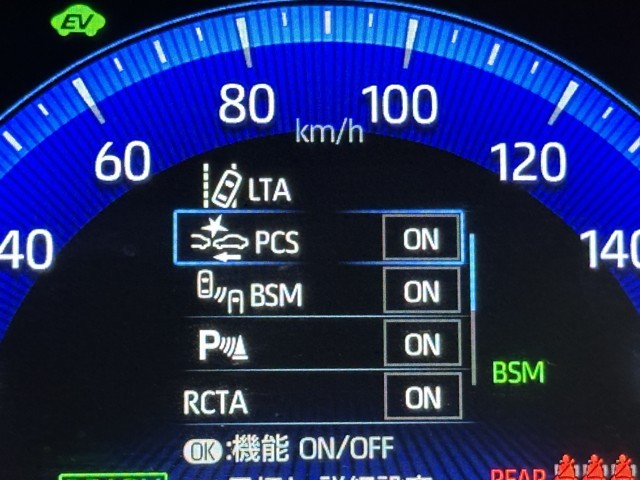 EV
80 100
km/h
60 120
40 140
LTA
PCS ON
BSM ON
P ON
BSM
RCTA ON
OK:機能 ON/OFF
REAR